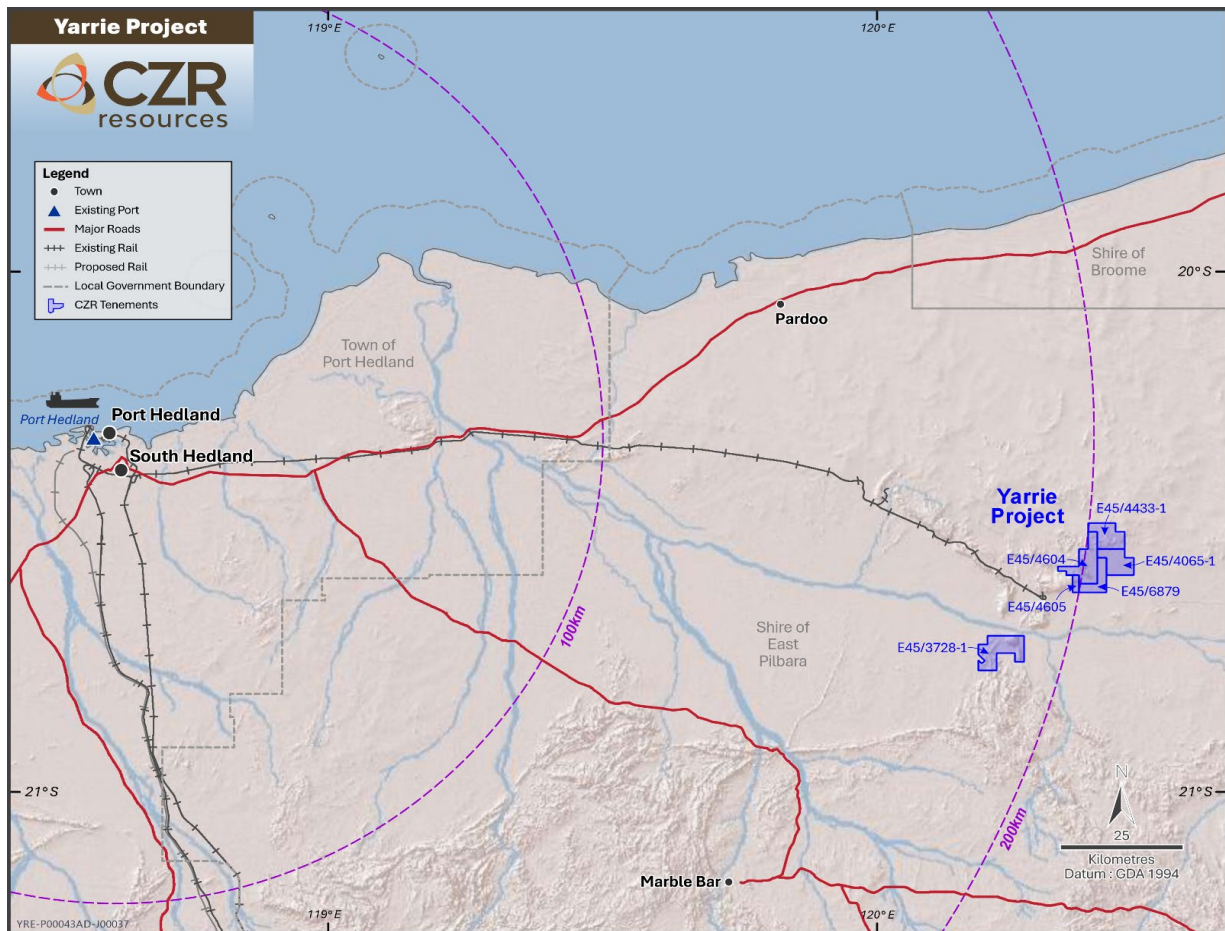 Yarrie Project
CZR
resources
119°E
120°E
Legend
Town
Existing Port
Major Roads
Existing Rail
Proposed Rail
Local Government Boundary
CZR Tenements
20°S
Shire of
Broome
Pardoo
Town of
Port Hedland
Port Hedland
Port Hedland
South Hedland
Yarrie
Project
E45/4433-1
E45/4604
E45/4065-1
E45/6879
E45/4605
E45/3728-1
100km
Shire of
East
Pilbara
200km
21°S
21°S
N
25
Kilometres
Datum : GDA 1994
Marble Bar
119°E
120°E
YRE-P00043AD-J00037